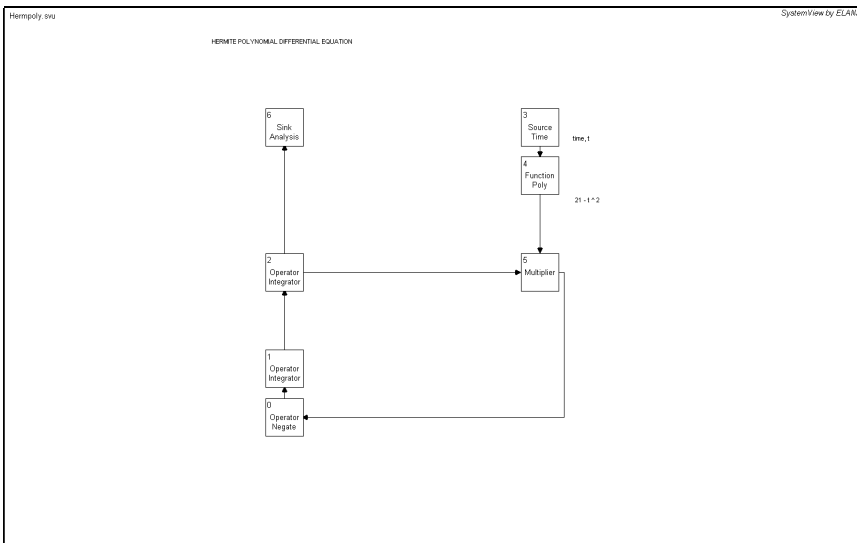 Hermpoly.svu
SystemView by ELANI
HERMITE POLYNOMIAL DIFFERENTIAL EQUATION
6
Sink
Analysis
3
Source
Time
time, t
4
Function
Poly
21 - t ^ 2
2
Operator
Integrator
5
Multiplier
1
Operator
Integrator
0
Operator
Negate